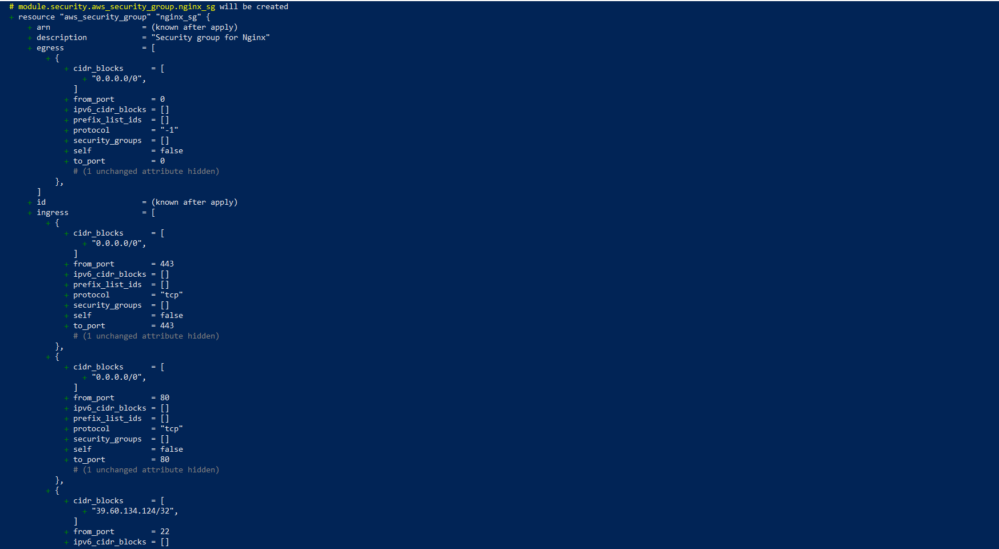 # module.security.aws_security_group.nginx_sg will be created
+ resource "aws_security_group" "nginx_sg" {
+ arn = (known after apply)
+ description = "Security group for Nginx"
+ egress = [
+ {
+ cidr_blocks = [
+ "0.0.0.0/0",
]
+ from_port = 0
+ ipv6_cidr_blocks = []
+ prefix_list_ids = []
+ protocol = "-1"
+ security_groups = []
+ self = false
+ to_port = 0
# (1 unchanged attribute hidden)
},
]
+ id = (known after apply)
+ ingress = [
+ {
+ cidr_blocks = [
+ "0.0.0.0/0",
]
+ from_port = 443
+ ipv6_cidr_blocks = []
+ prefix_list_ids = []
+ protocol = "tcp"
+ security_groups = []
+ self = false
+ to_port = 443
# (1 unchanged attribute hidden)
},
+ {
+ cidr_blocks = [
+ "0.0.0.0/0",
]
+ from_port = 80
+ ipv6_cidr_blocks = []
+ prefix_list_ids = []
+ protocol = "tcp"
+ security_groups = []
+ self = false
+ to_port = 80
# (1 unchanged attribute hidden)
},
+ {
+ cidr_blocks = [
+ "39.60.134.124/32",
]
+ from_port = 22
+ ipv6_cidr_blocks = []